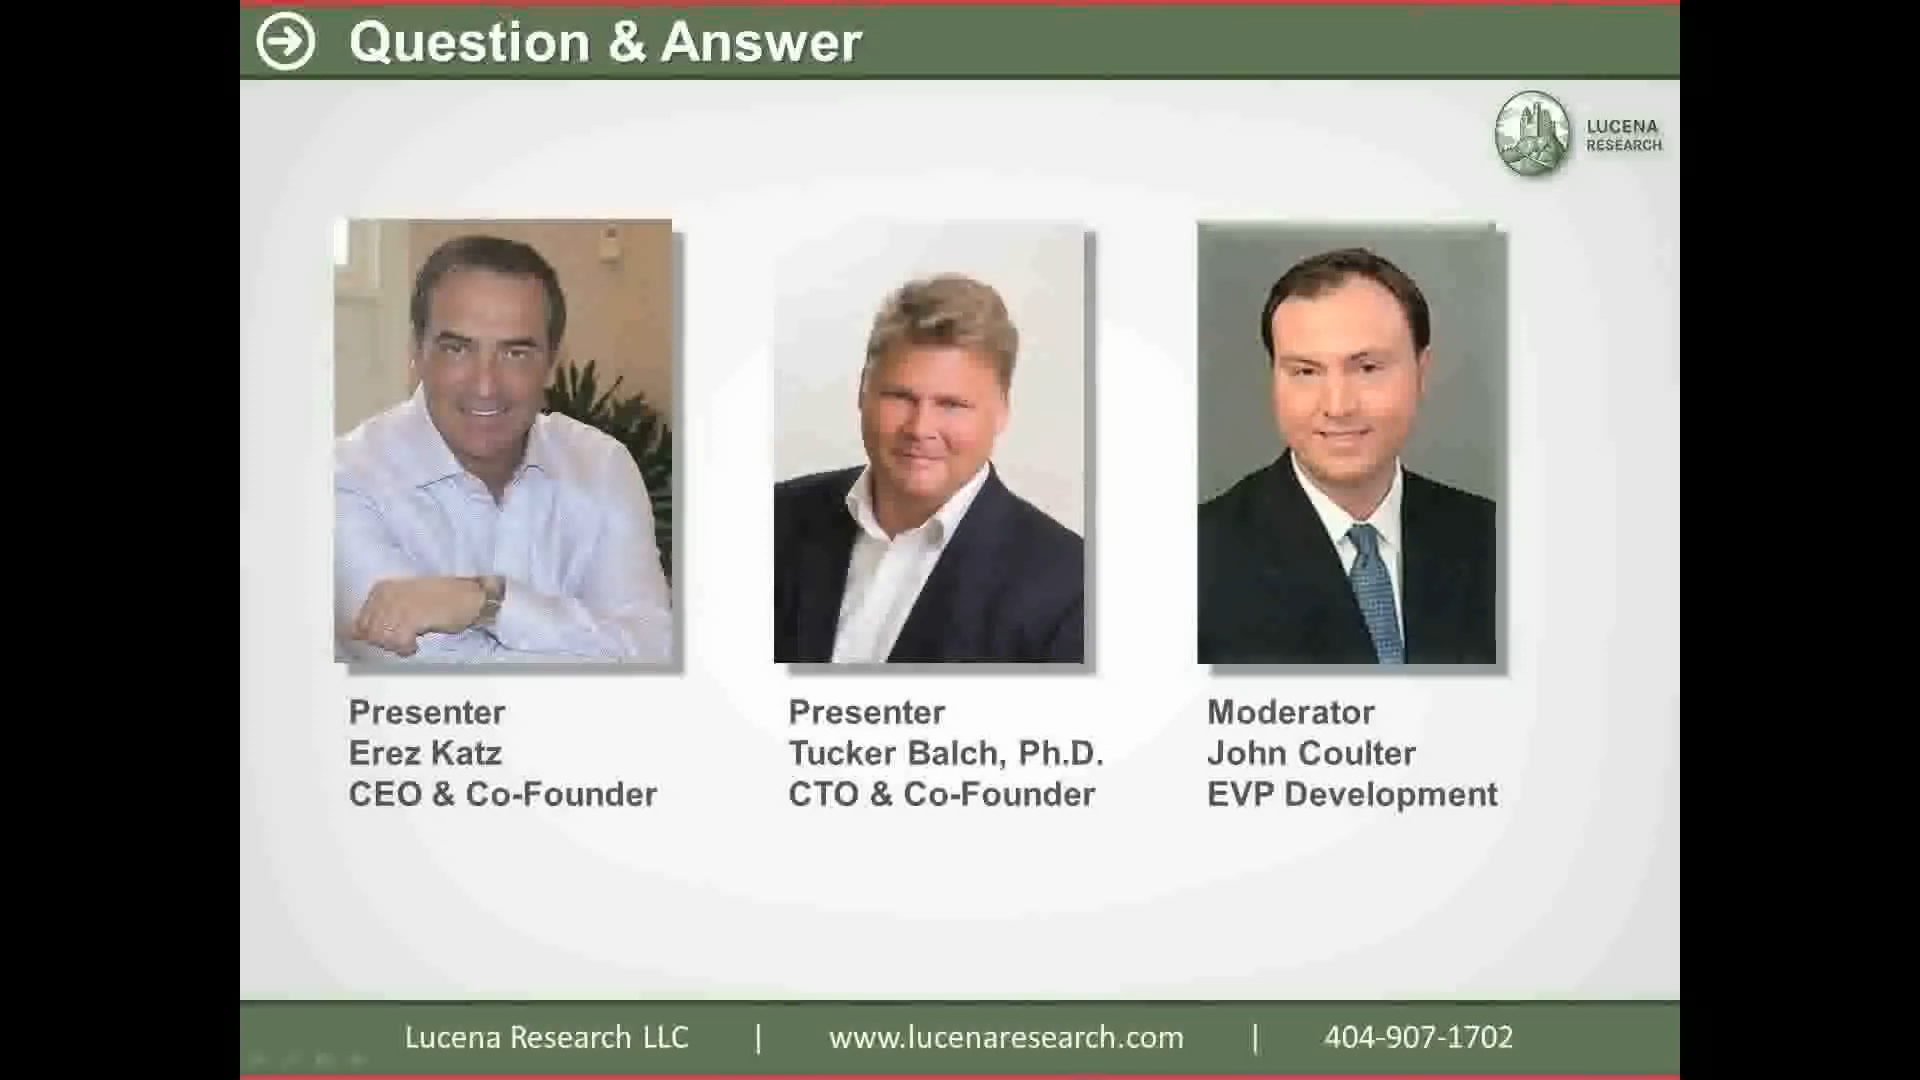 Question & Answer
LUCENA
RESEARCH
Presenter
Erez Katz
CEO & Co-Founder
Presenter
Tucker Balch, Ph.D.
CTO & Co-Founder
Moderator
John Coulter
EVP Development
Lucena Research LLC | www.lucenaresearch.com | 404-907-1702